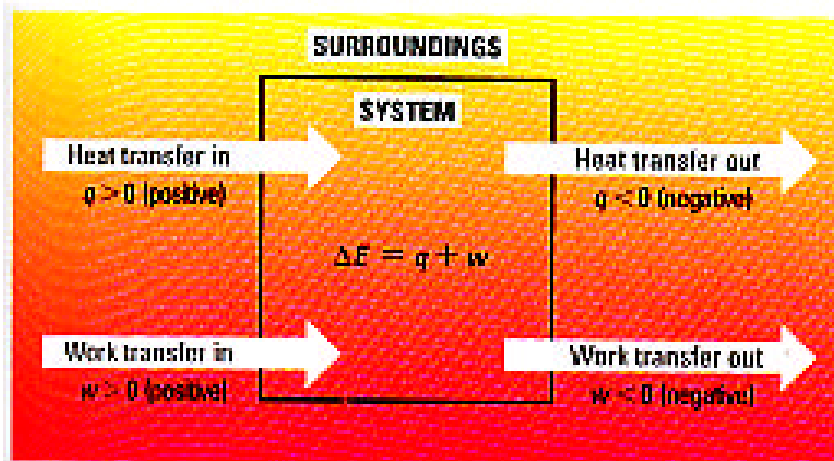 SURROUNDINGS
SYSTEM
Heat transfer in
q > 0 (positive)
Heat transfer out
q < 0 (negative)
ΔE = q + w
Work transfer in
w > 0 (positive)
Work transfer out
w < 0 (negative)